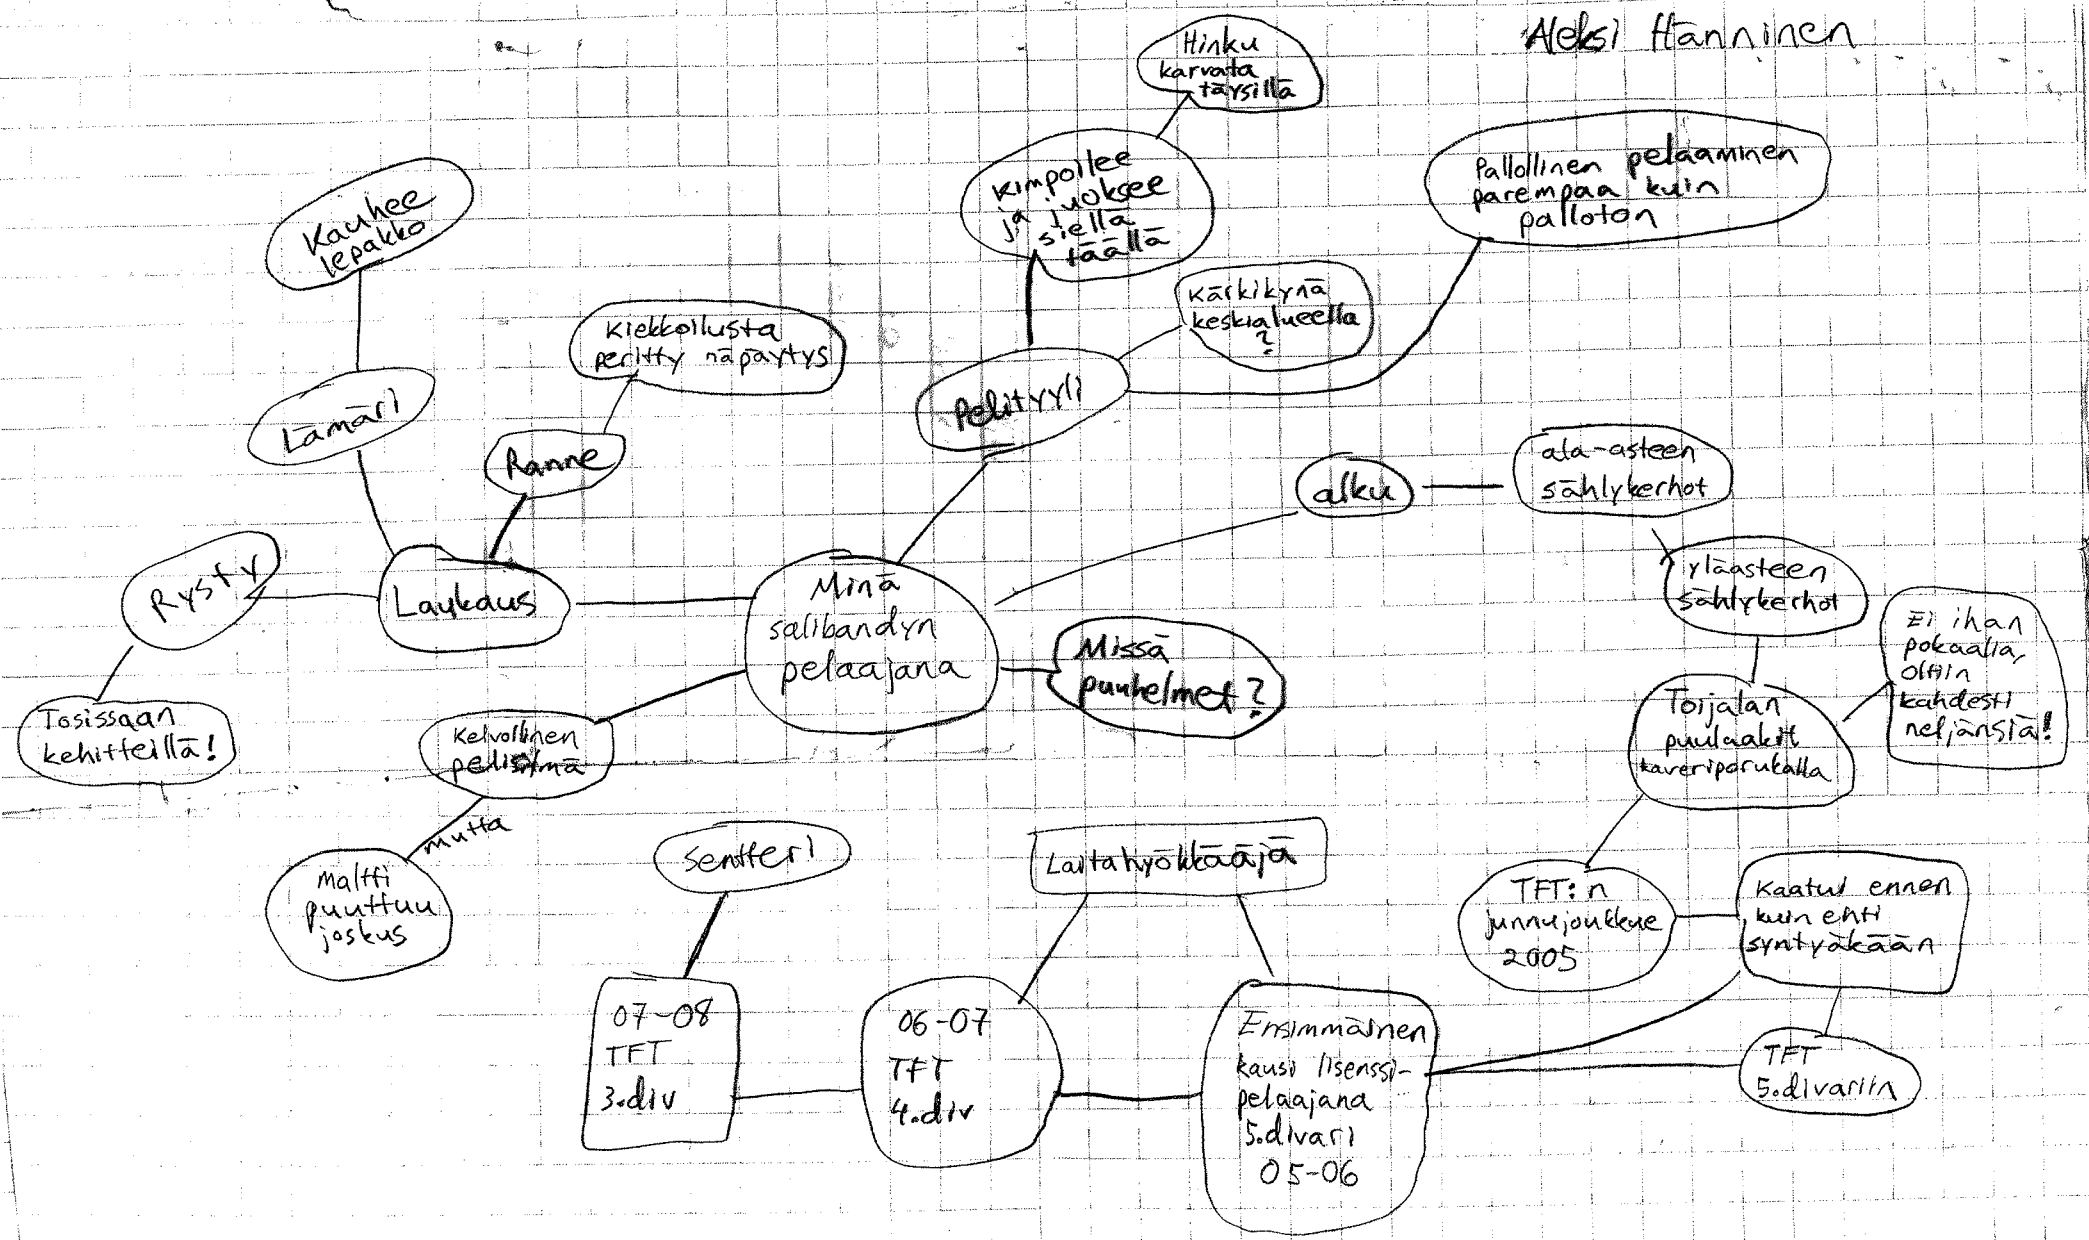 Aleksi Hänninen
Hinku
karvata
täysillä
Kimpoilee
ja juoksee
siellä
täällä
Pallollinen pelaaminen
parempaa kuin
palloton
Kauhee
lepakko
Kärkikynä
keskialueella
?
Kiekkoilusta
peritty näpäytys
Lämäri
Pelityyli
Ranne
alku
ala-asteen
sählykerhot
Rysty
Laukaus
Minä
salibandyn
pelaajana
yläasteen
sählykerhot
Missä
puuhelmet?
Ei ihan
pokaalia,
oltiin
kahdesti
neljänsiä!
Toijalan
puulaakit
kaveriporukalla
Tosissaan
kehitteillä!
Kelvollinen
pelisilmä
mutta
Maltti
puuttuu
joskus
Sentteri
Laitahyökkääjä
TFT:n
junnujoukkue
2005
Kaatui ennen
kuin ehti
syntyäkään
07-08
TFT
3.div
06-07
TFT
4.div
Ensimmäinen
kausi lisenssi-
pelaajana
5.divari
05-06
TFT
5.divariin